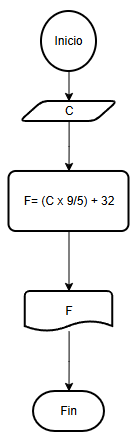 Inicio
C
F= (C x 9/5) + 32
F
Fin